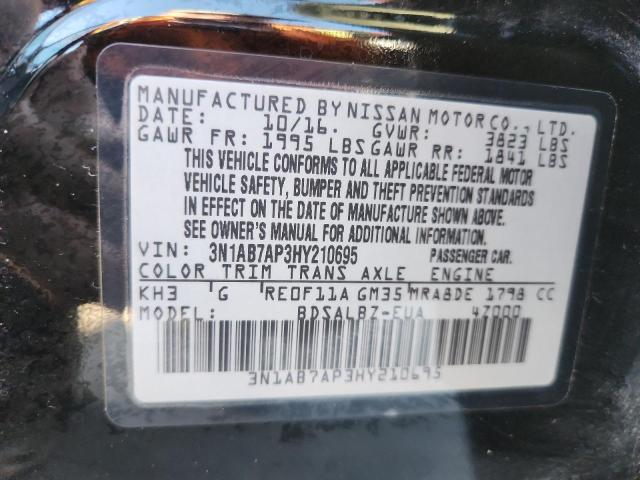 MANUFACTURED BY NISSAN MOTOR CO., LTD.
DATE: 10/16. GVWR: 3823 LBS
GAWR FR: 1995 LBS GAWR RR: 1841 LBS
THIS VEHICLE CONFORMS TO ALL APPLICABLE FEDERAL MOTOR
VEHICLE SAFETY, BUMPER AND THEFT PREVENTION STANDARDS
IN EFFECT ON THE DATE OF MANUFACTURE SHOWN ABOVE.
SEE OWNER'S MANUAL FOR ADDITIONAL INFORMATION.
VIN: 3N1AB7AP3HY210695 PASSENGER CAR.
COLOR TRIM TRANS AXLE ENGINE
KH3 G RE0F11A GM35 MRA8DE 1798 CC
MODEL: BDSALBZ-EUA 4Z000
3N1AB7AP3HY210695